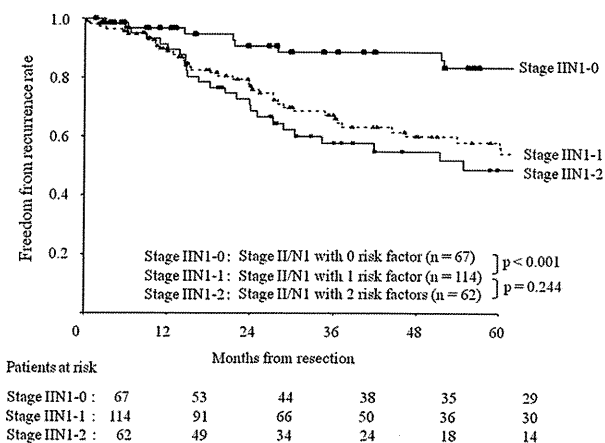 Freedom from recurrence rate
1.0
0.8
0.6
0.4
0.2
0 12 24 36 48 60
Months from resection
Stage IIN1-0
Stage IIN1-1
Stage IIN1-2
Stage IIN1-0 : Stage II/N1 with 0 risk factor (n = 67)
Stage IIN1-1 : Stage II/N1 with 1 risk factor (n = 114)
Stage IIN1-2 : Stage II/N1 with 2 risk factors (n = 62)
p < 0.001
p = 0.244
Patients at risk
Stage IIN1-0 : 67 53 44 38 35 29
Stage IIN1-1 : 114 91 66 50 36 30
Stage IIN1-2 : 62 49 34 24 18 14